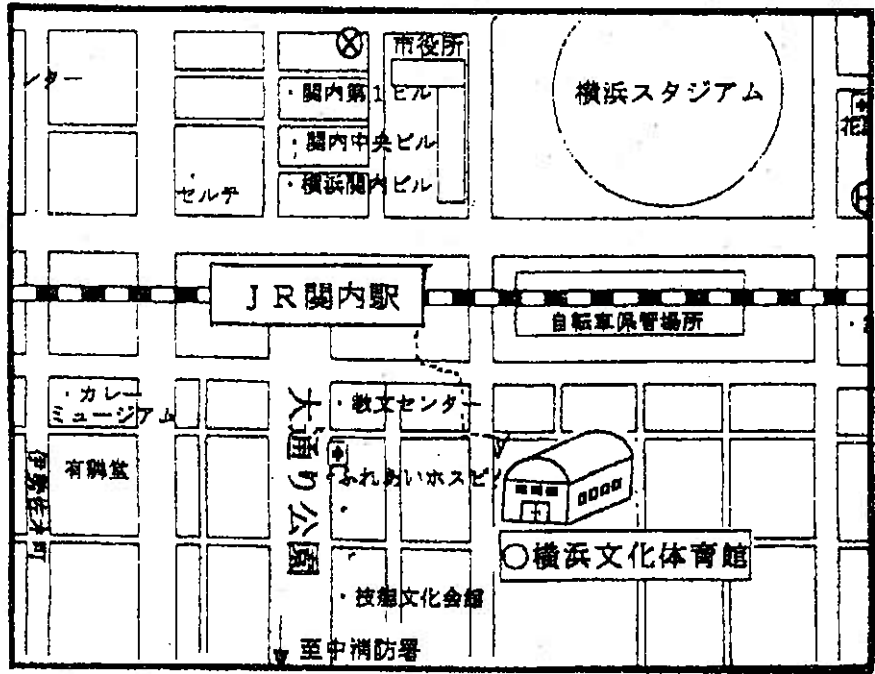 市役所
ンター
・関内第1ビル
横浜スタジアム
・関内中央ビル
セルテ
・横浜関内ビル
JR関内駅
自転車保管場所
・カレー
ミュージアム
大通り公園
・教文センター
有隣堂
伊勢佐木町
ふれあいホスピ
○横浜文化体育館
・技能文化会館
至中消防署